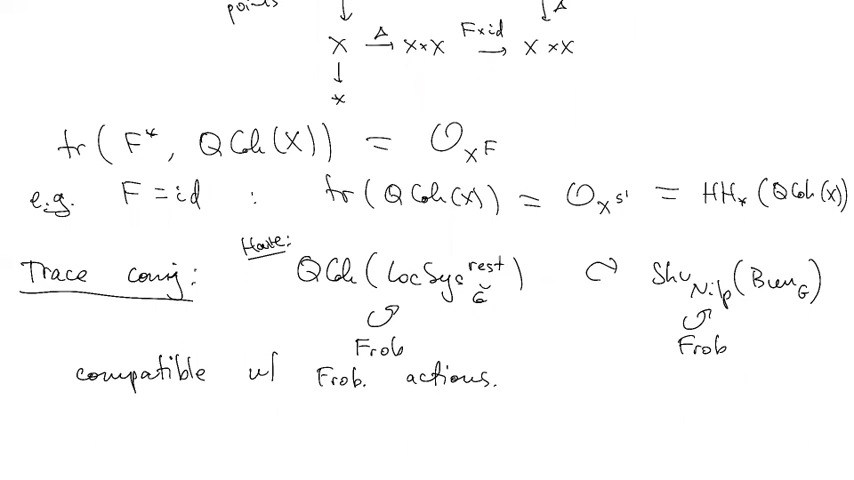 points ↓ ↓ Δ
X →^Δ X×X →^{F×id} X×X
↓
*
tr(F*, QCoh(X)) = O_{X^F}
e.g. F = id : tr(QCoh(X)) = O_{X^{S^1}} = HH_*(QCoh(X))
Have:
Trace conj: QCoh(LocSys^{rest}_{Ǧ}) ↷ Shv_{Nilp}(Bun_G)
↺ ↺
Frob Frob
compatible w/ Frob. actions.